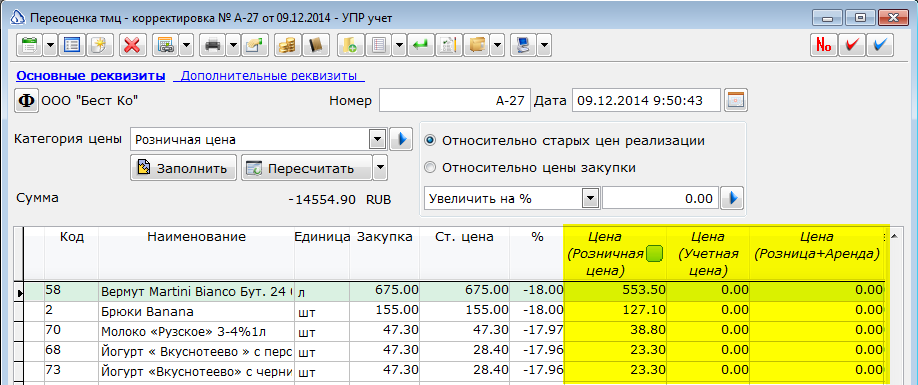 Переоценка тмц - корректировка № А-27 от 09.12.2014 - УПР учет
№
Основные реквизиты Дополнительные реквизиты
Ф ООО "Бест Ко" Номер А-27 Дата 09.12.2014 9:50:43
Категория цены Розничная цена Относительно старых цен реализации
Заполнить Пересчитать Относительно цены закупки
Сумма -14554.90 RUB Увеличить на % 0.00
Код Наименование Единица Закупка Ст. цена % Цена Цена Цена
(Розничная (Учетная (Розница+Аренда)
цена) цена)
58 Вермут Martini Bianco Бут. 24 л 675.00 675.00 -18.00 553.50 0.00 0.00
2 Брюки Banana шт 155.00 155.00 -18.00 127.10 0.00 0.00
70 Молоко «Рузское» 3-4%1л шт 47.30 47.30 -17.97 38.80 0.00 0.00
68 Йогурт « Вкуснотеево » с перс шт 47.30 28.40 -17.96 23.30 0.00 0.00
73 Йогурт «Вкуснотеево» с черни шт 47.30 28.40 -17.96 23.30 0.00 0.00